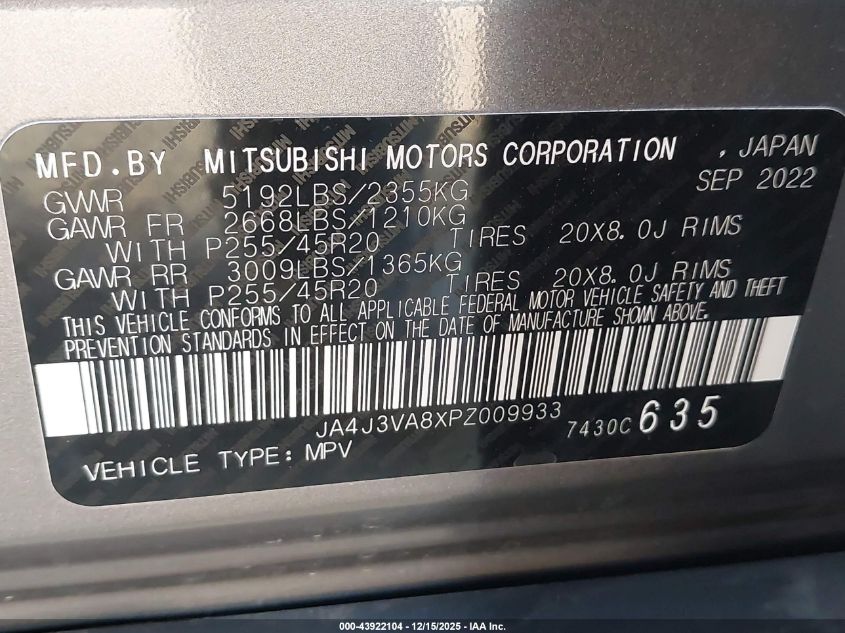 MFD.BY MITSUBISHI MOTORS CORPORATION , JAPAN
SEP 2022
GVWR 5192LBS/2355KG
GAWR FR 2668LBS/1210KG
WITH P255/45R20 TIRES 20X8.0J RIMS
GAWR RR 3009LBS/1365KG
WITH P255/45R20 TIRES 20X8.0J RIMS
THIS VEHICLE CONFORMS TO ALL APPLICABLE FEDERAL MOTOR VEHICLE SAFETY AND THEFT
PREVENTION STANDARDS IN EFFECT ON THE DATE OF MANUFACTURE SHOWN ABOVE.
JA4J3VA8XPZ009933
7430C 635
VEHICLE TYPE: MPV
000-43922104 - 12/15/2025 - IAA Inc.